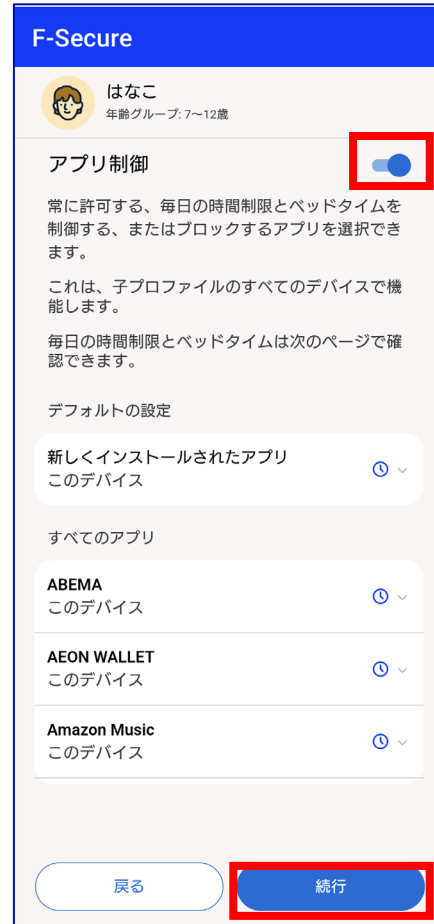 F-Secure
はなこ
年齢グループ: 7~12歳
アプリ制御
常に許可する、毎日の時間制限とベッドタイムを
制御する、またはブロックするアプリを選択でき
ます。
これは、子プロファイルのすべてのデバイスで機
能します。
毎日の時間制限とベッドタイムは次のページで確
認できます。
デフォルトの設定
新しくインストールされたアプリ
このデバイス
すべてのアプリ
ABEMA
このデバイス
AEON WALLET
このデバイス
Amazon Music
このデバイス
戻る
続行